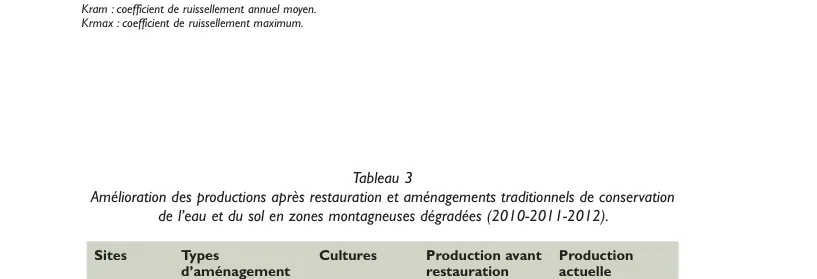 Kram : coefficient de ruissellement annuel moyen.
Krmax : coefficient de ruissellement maximum.
Tableau 3
Amélioration des productions après restauration et aménagements traditionnels de conservation
de l’eau et du sol en zones montagneuses dégradées (2010-2011-2012).
Sites Types Cultures Production avant Production
d’aménagement restauration actuelle